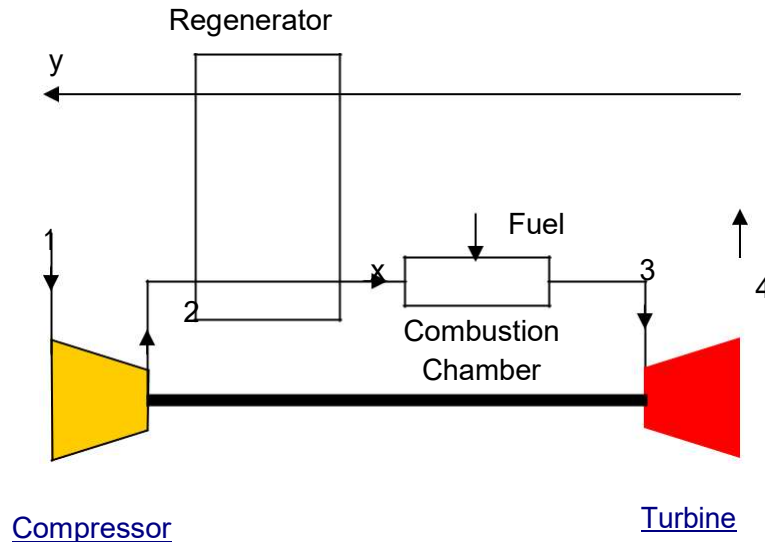 Regenerator
y
1
Fuel
x
3
2
4
Combustion
Chamber
Compressor
Turbine